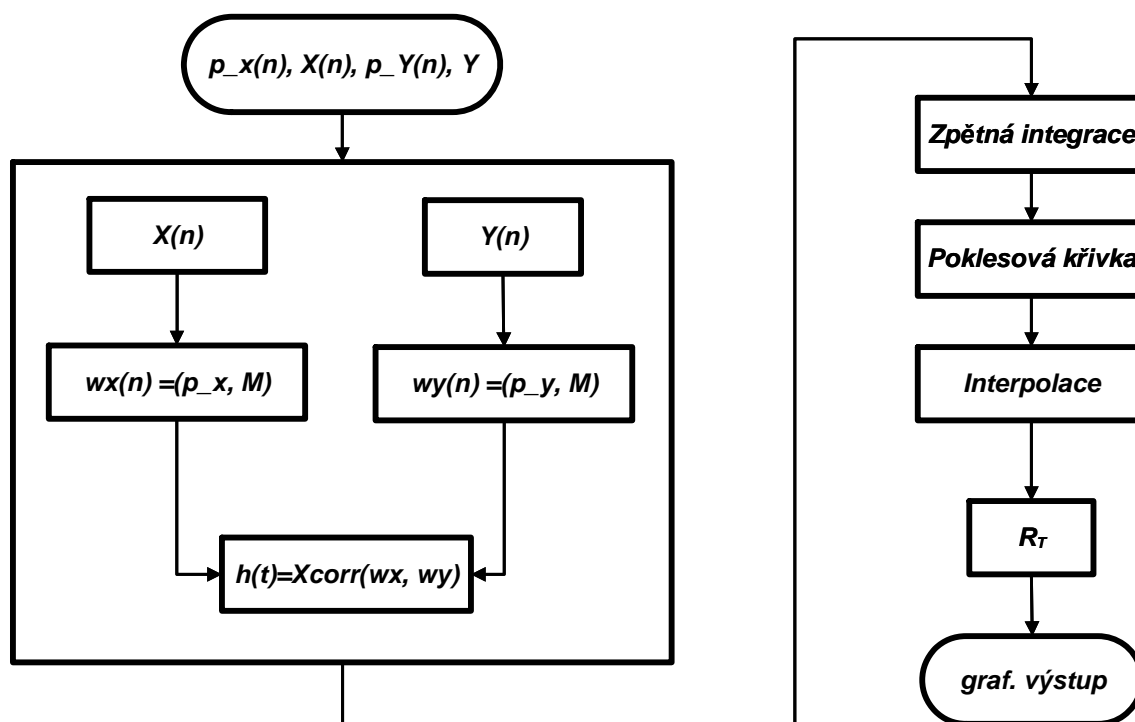 p_x(n), X(n), p_Y(n), Y
X(n)
Y(n)
wx(n) =(p_x, M)
wy(n) =(p_y, M)
h(t)=Xcorr(wx, wy)
Zpětná integrace
Poklesová křivka
Interpolace
R_T
graf. výstup